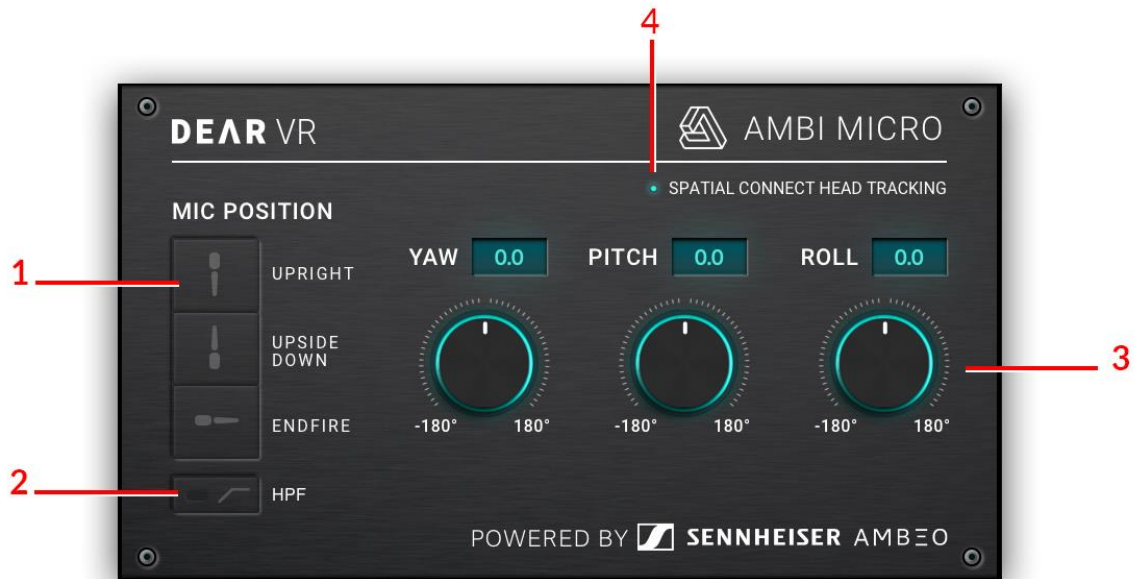 4
DEAR VR
AMBI MICRO
SPATIAL CONNECT HEAD TRACKING
MIC POSITION
1
UPRIGHT
UPSIDE
DOWN
ENDFIRE
2
HPF
YAW 0.0
-180° 180°
PITCH 0.0
-180° 180°
ROLL 0.0
-180° 180°
3
POWERED BY SENNHEISER AMBEO